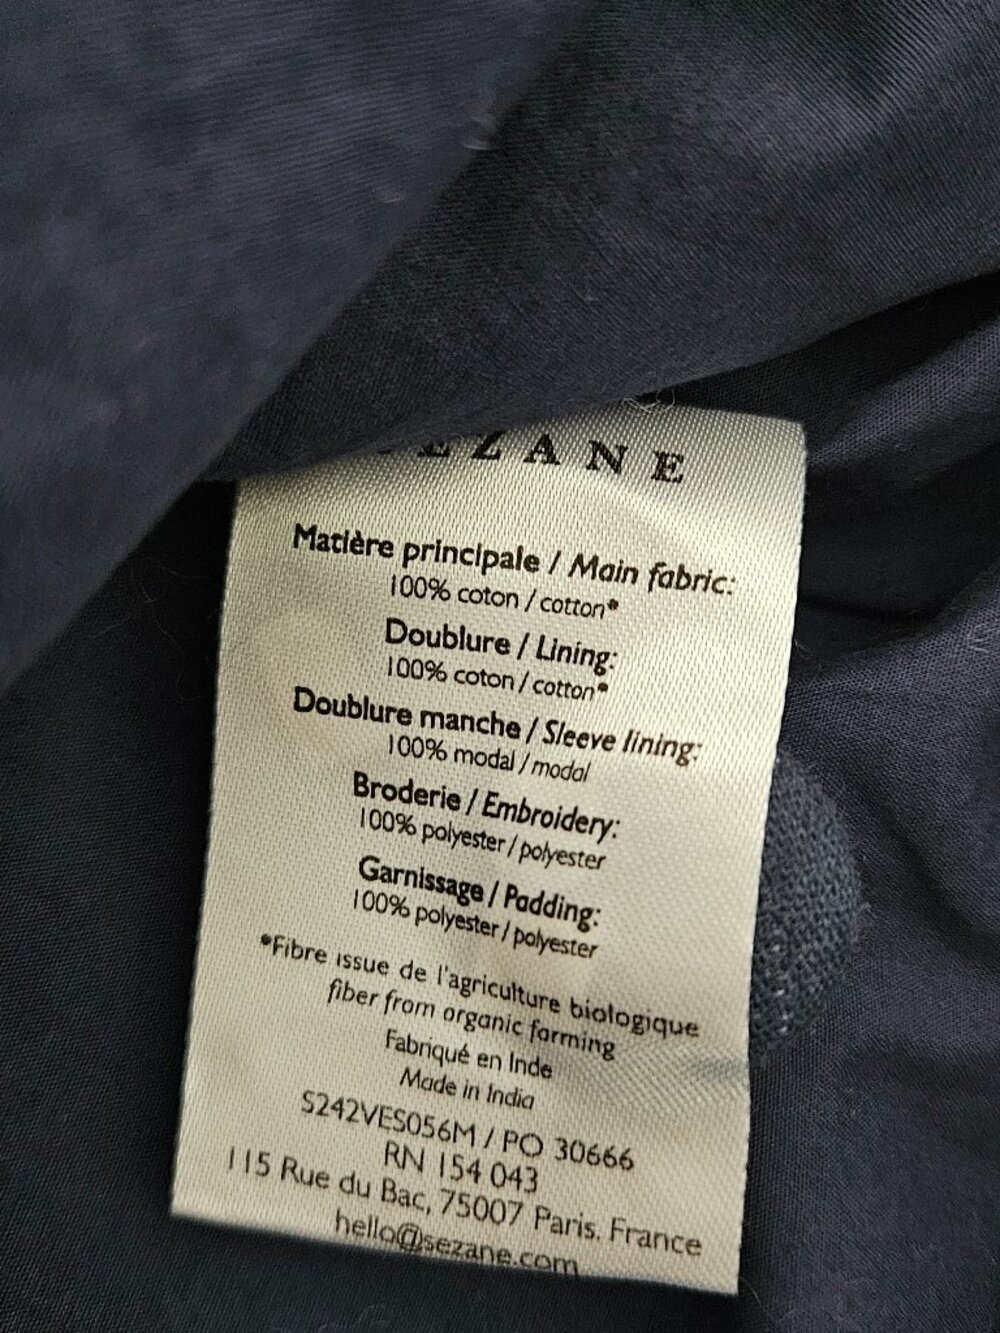 SEZANE
Matière principale / Main fabric:
100% coton / cotton*
Doublure / Lining:
100% coton / cotton*
Doublure manche / Sleeve lining:
100% modal / modal
Broderie / Embroidery:
100% polyester / polyester
Garnissage / Padding:
100% polyester / polyester
*Fibre issue de l'agriculture biologique
fiber from organic farming
Fabriqué en Inde
Made in India
S242VES056M / PO 30666
RN 154 043
115 Rue du Bac, 75007 Paris. France
hello@sezane.com